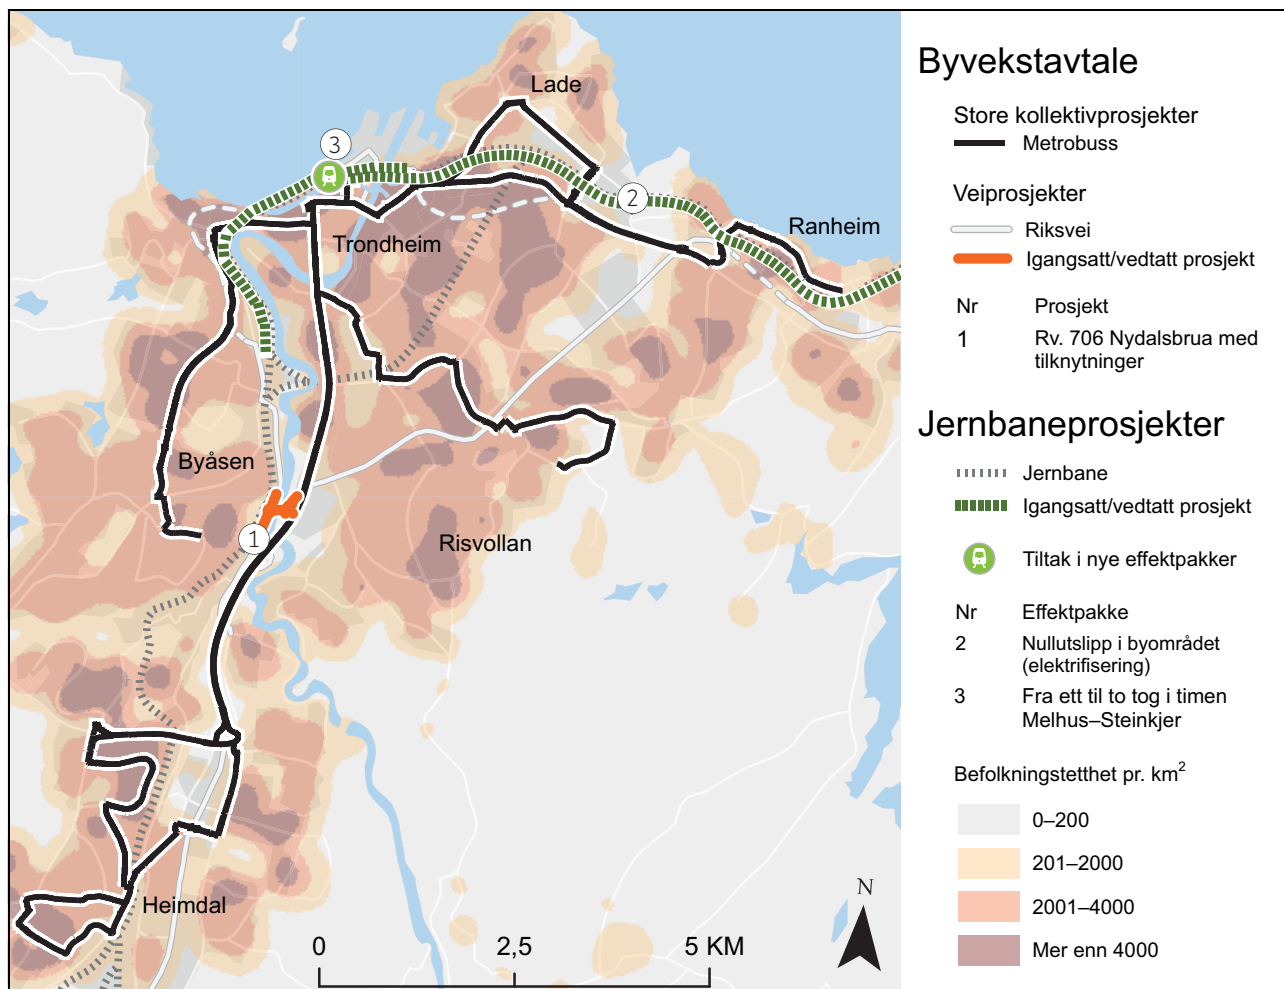 Lade
3
2
Ranheim
Trondheim
Byåsen
1
Risvollan
Heimdal
N
0 2,5 5 KM
Byvekstavtale
Store kollektivprosjekter
Metrobuss
Veiprosjekter
Riksvei
Igangsatt/vedtatt prosjekt
Nr Prosjekt
1 Rv. 706 Nydalsbrua med
tilknytninger
Jernbaneprosjekter
Jernbane
Igangsatt/vedtatt prosjekt
Tiltak i nye effektpakker
Nr Effektpakke
2 Nullutslipp i byområdet
(elektrifisering)
3 Fra ett til to tog i timen
Melhus–Steinkjer
Befolkningstetthet pr. km²
0–200
201–2000
2001–4000
Mer enn 4000